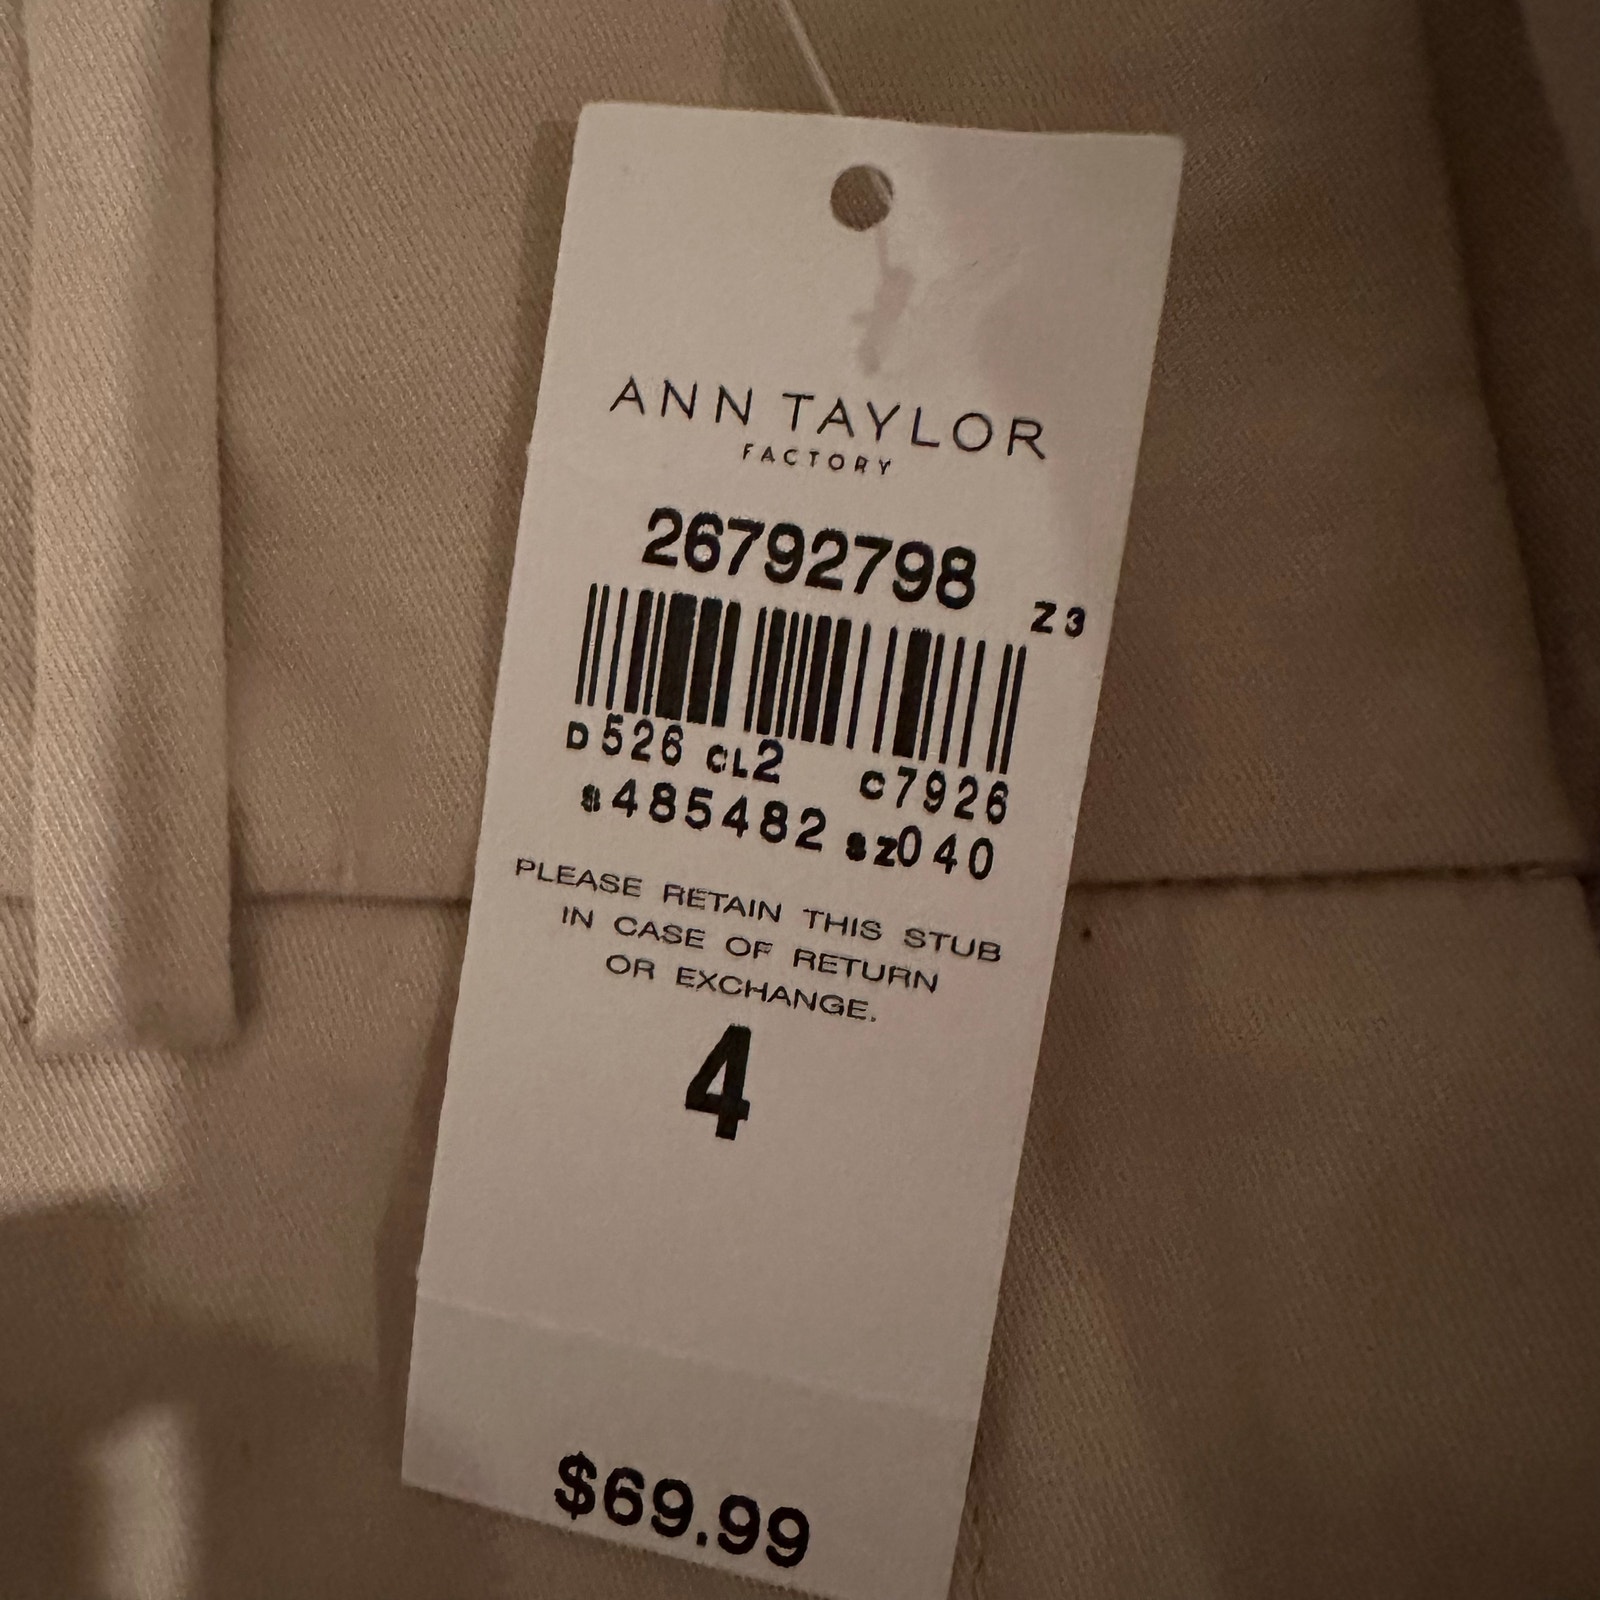 ANN TAYLOR
FACTORY
26792798
Z3
D526 CL2 C7926
S485482 SZ040
PLEASE RETAIN THIS STUB
IN CASE OF RETURN
OR EXCHANGE.
4
$69.99